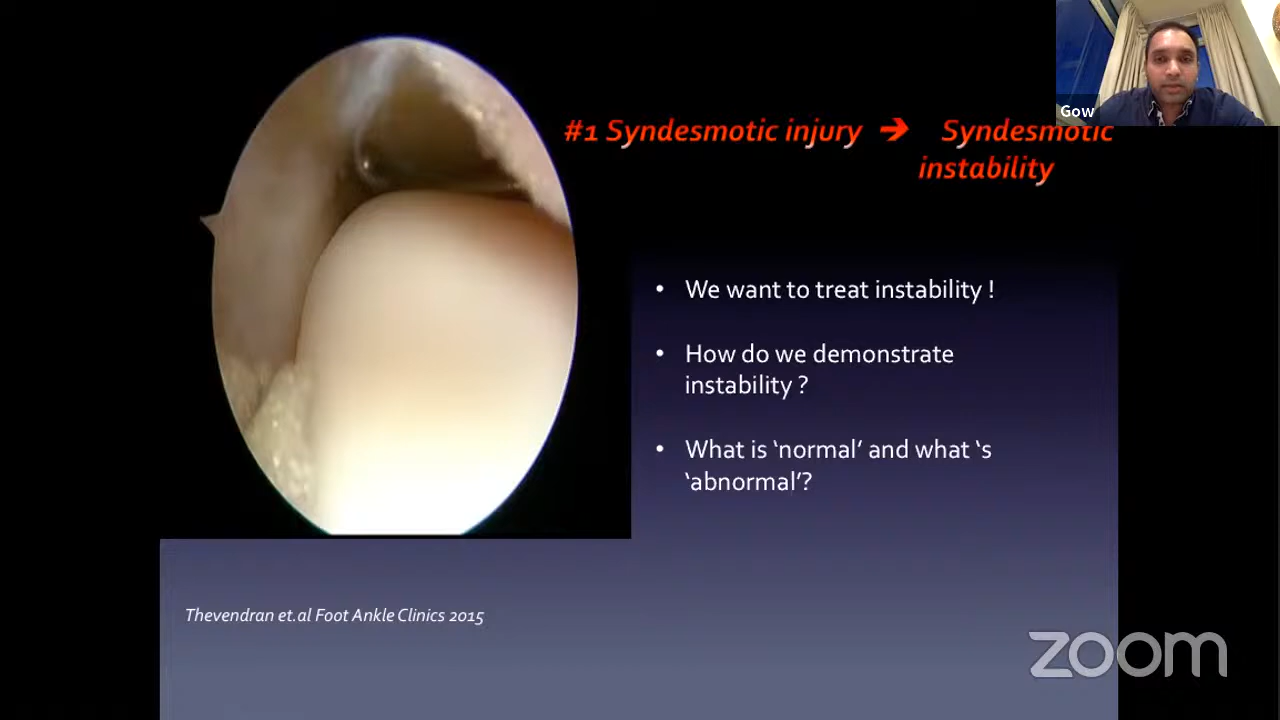 Gow
#1 Syndesmotic injury ➔ Syndesmotic
instability
• We want to treat instability !
• How do we demonstrate
instability ?
• What is ‘normal’ and what ‘s
‘abnormal’?
Thevendran et.al Foot Ankle Clinics 2015
zoom